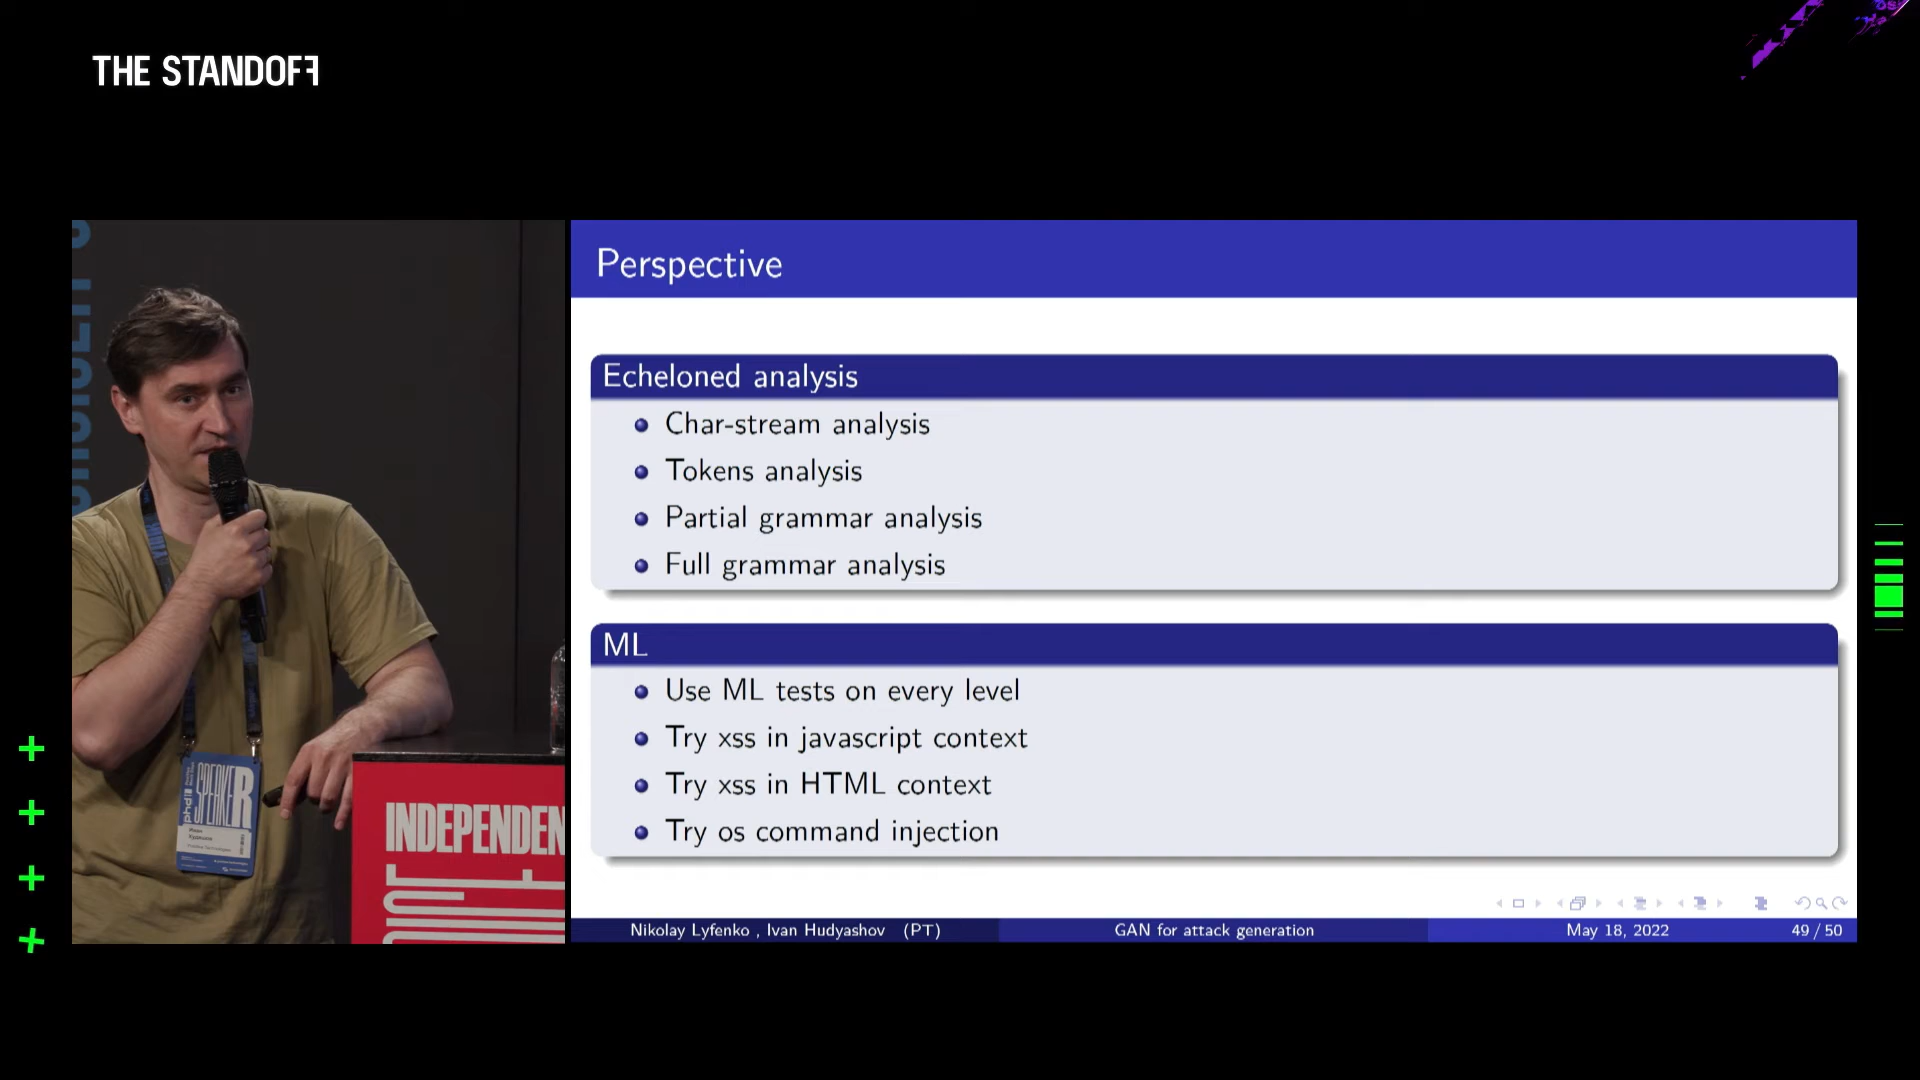 THE STANDOFF
Perspective
Echeloned analysis
Char-stream analysis
Tokens analysis
Partial grammar analysis
Full grammar analysis
ML
Use ML tests on every level
Try xss in javascript context
Try xss in HTML context
Try os command injection
Nikolay Lyfenko , Ivan Hudyashov (PT)
GAN for attack generation
May 18, 2022
49 / 50
SPEAKER
phd
INDEPENDEN